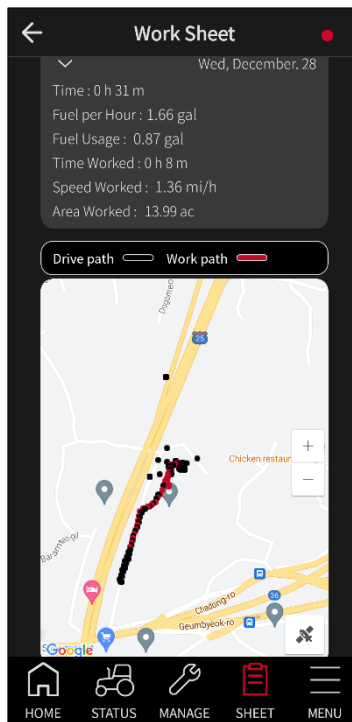 Work Sheet
Wed, December. 28
Time : 0 h 31 m
Fuel per Hour : 1.66 gal
Fuel Usage : 0.87 gal
Time Worked : 0 h 8 m
Speed Worked : 1.36 mi/h
Area Worked : 13.99 ac
Drive path
Work path
25
Chicken restau
+
−
36
Chadong-ro
Geumbyeok-ro
Google
HOME
STATUS
MANAGE
SHEET
MENU